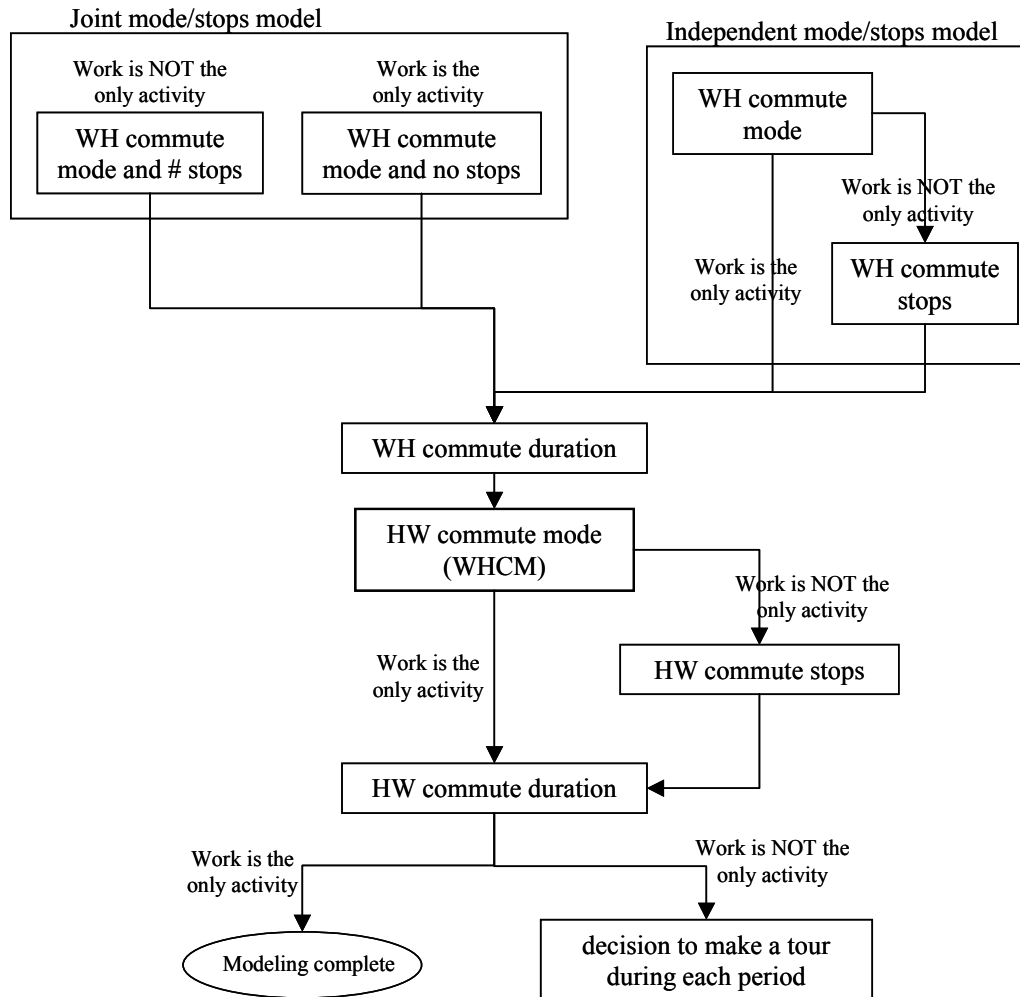 Joint mode/stops model
Independent mode/stops model
Work is NOT the
only activity
Work is the
only activity
WH commute
mode and # stops
WH commute
mode and no stops
WH commute
mode
Work is NOT the
only activity
Work is the
only activity
WH commute
stops
WH commute duration
HW commute mode
(WHCM)
Work is NOT the
only activity
Work is the
only activity
HW commute stops
HW commute duration
Work is the
only activity
Work is NOT the
only activity
Modeling complete
decision to make a tour
during each period